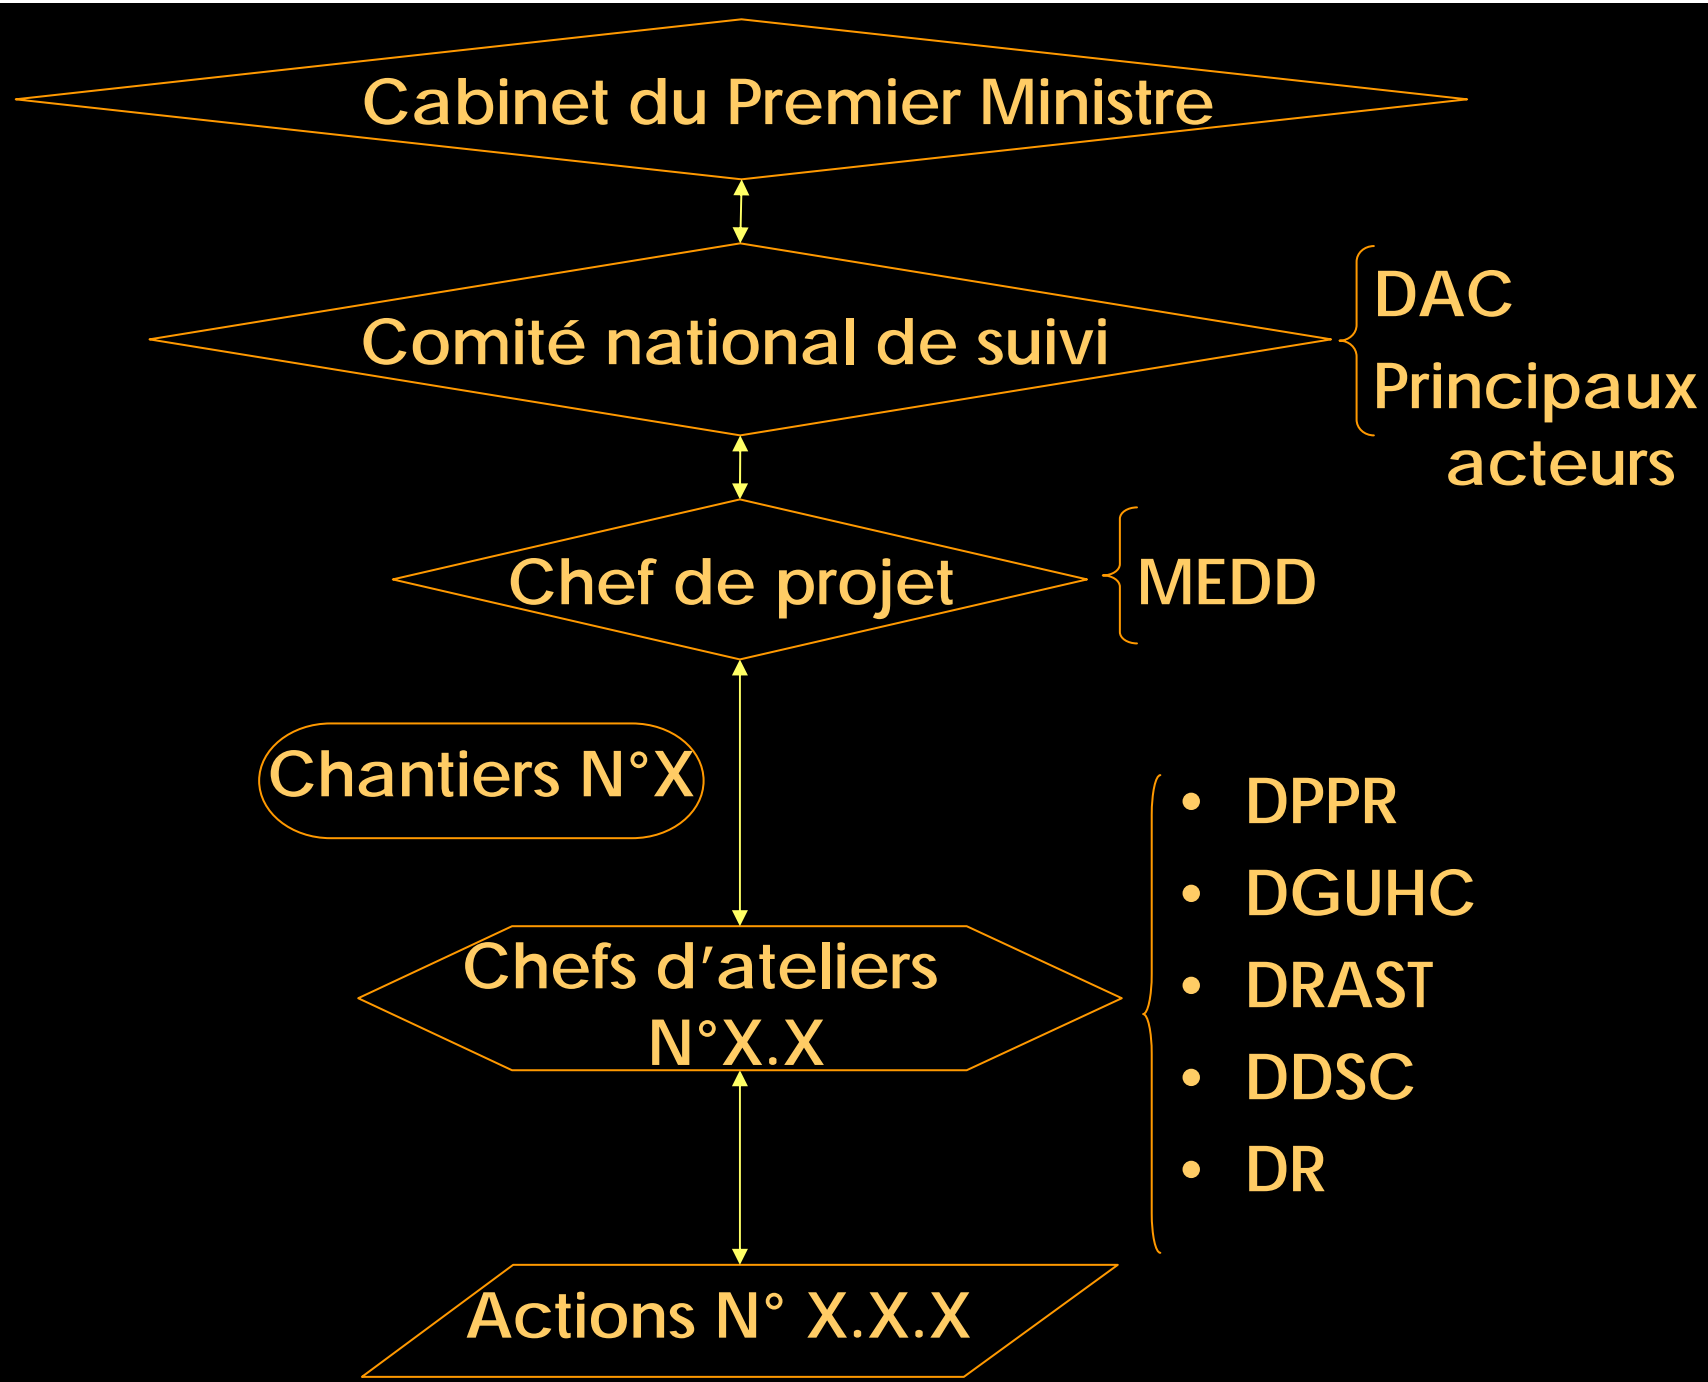 Cabinet du Premier Ministre
Comité national de suivi
DAC
Principaux
acteurs
Chef de projet
MEDD
Chantiers N°X
Chefs d’ateliers
N°X.X
• DPPR
• DGUHC
• DRAST
• DDSC
• DR
Actions N° X.X.X